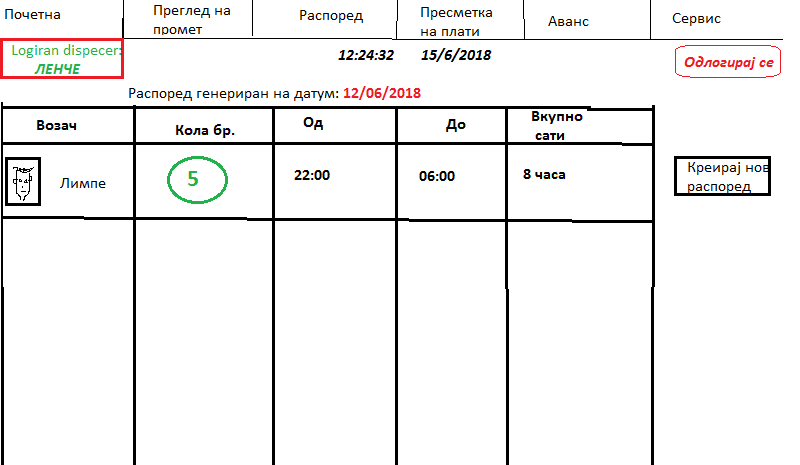 Почетна
Преглед на
промет
Распоред
Пресметка
на плати
Аванс
Сервис
Logiran dispecer:
ЛЕНЧЕ
12:24:32 15/6/2018
Одлогирај се
Распоред генериран на датум: 12/06/2018
Возач
Кола бр.
Од
До
Вкупно
сати
Лимпе
5
22:00
06:00
8 часа
Креирај нов
распоред